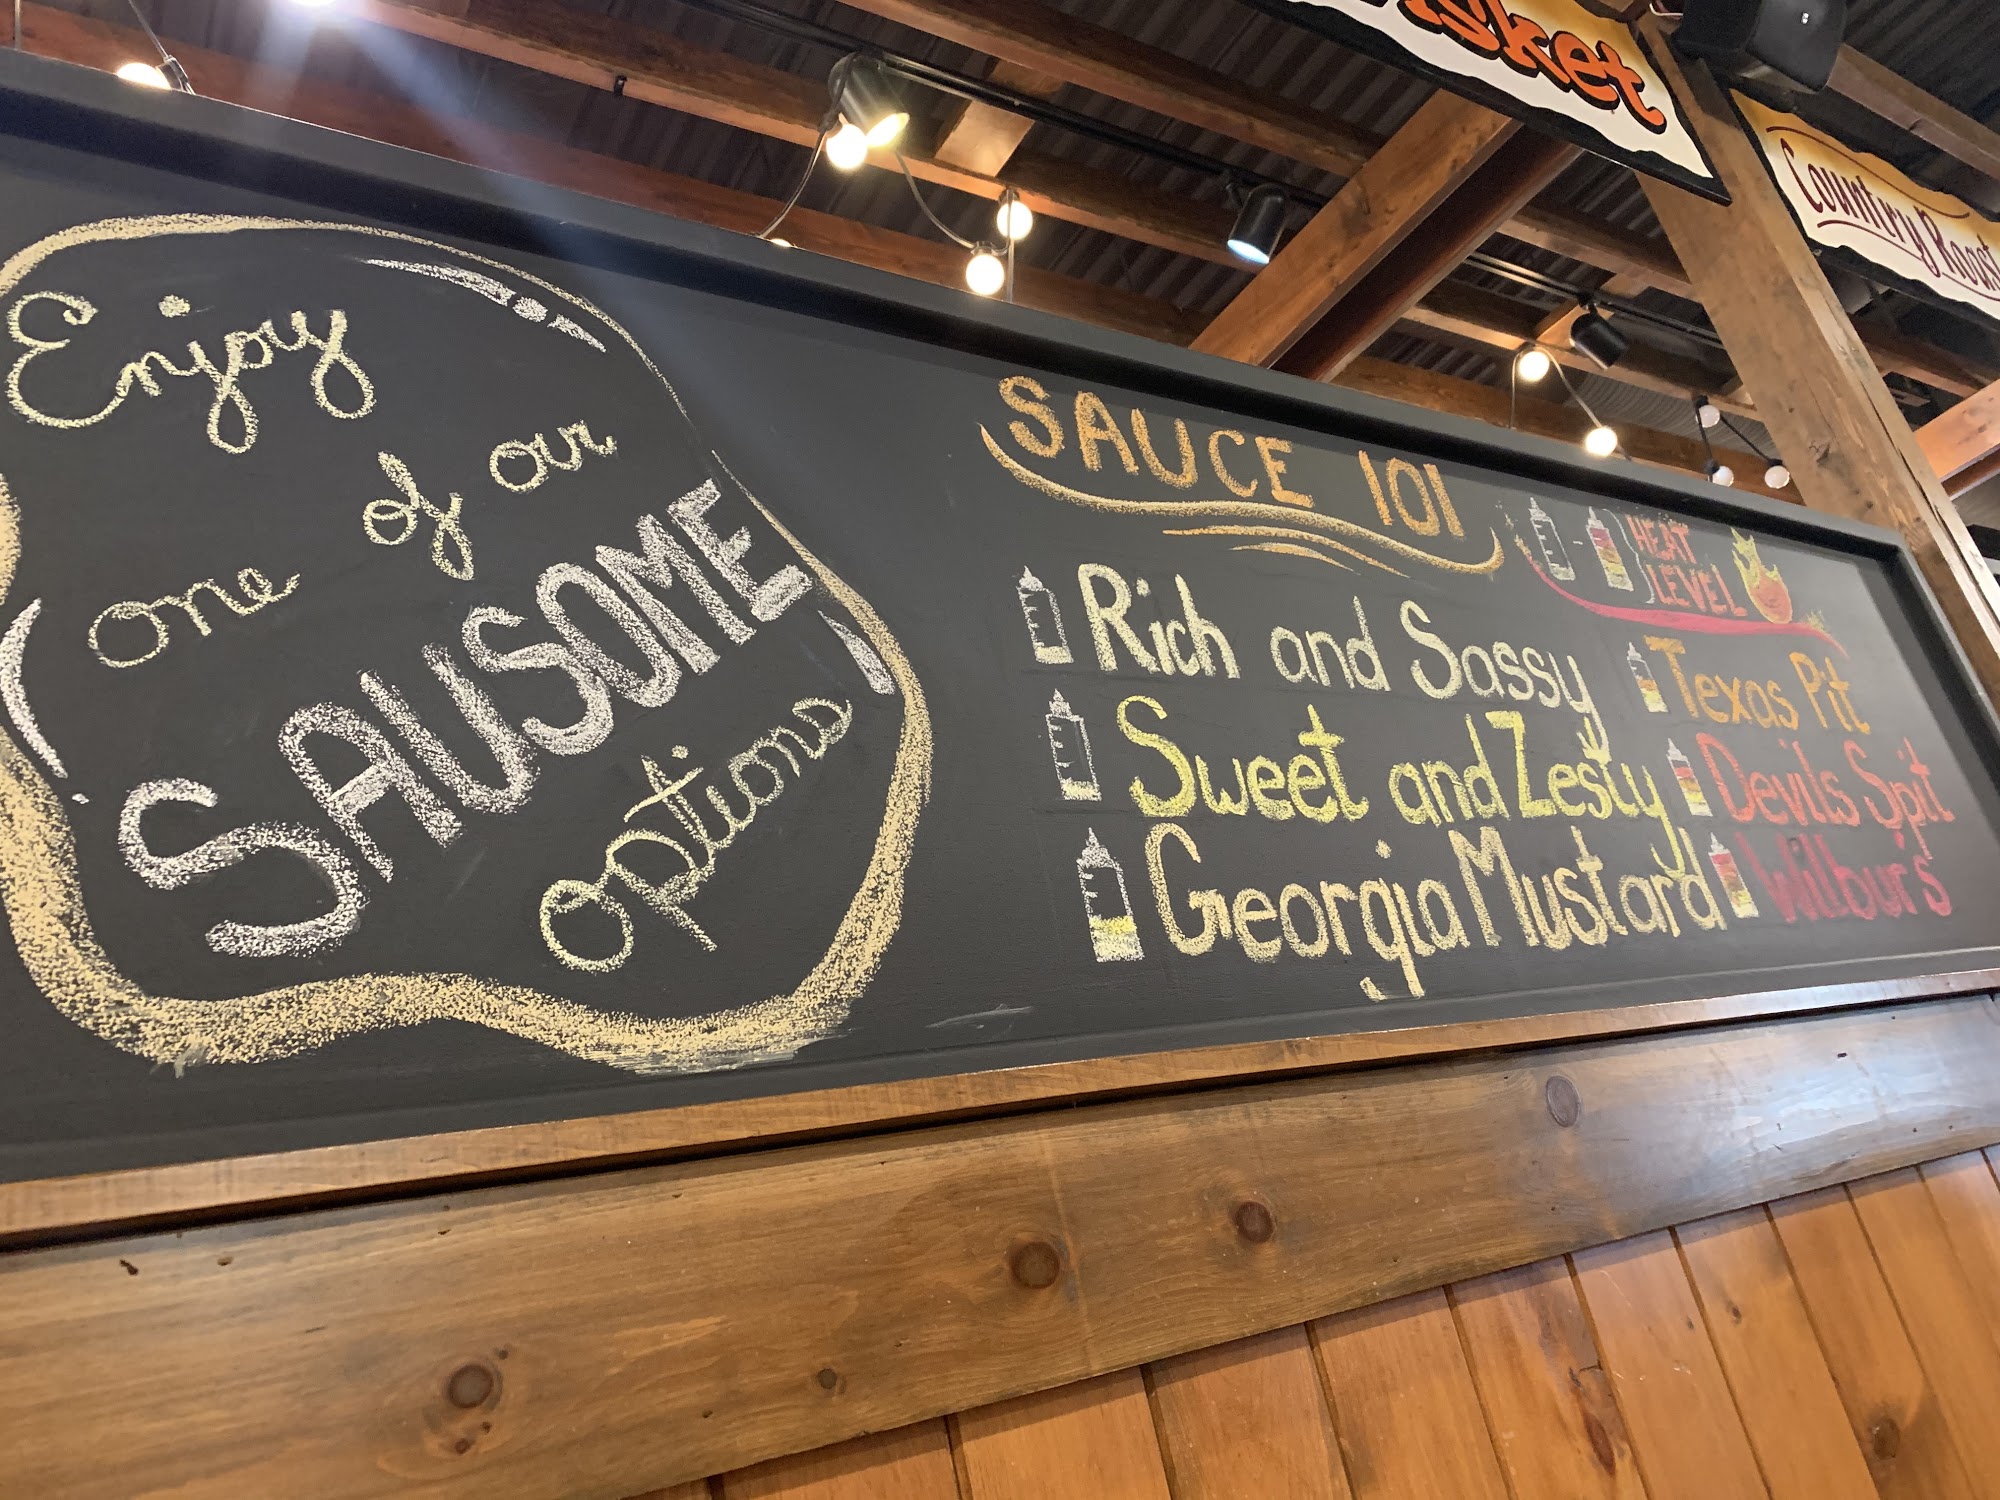 Enjoy
one of our
SAUSOME
options
SAUCE 101
HEAT
LEVEL
Rich and Sassy
Sweet and Zesty
Georgia Mustard
Texas Pit
Devils Spit
Wilbur's
Country Roast